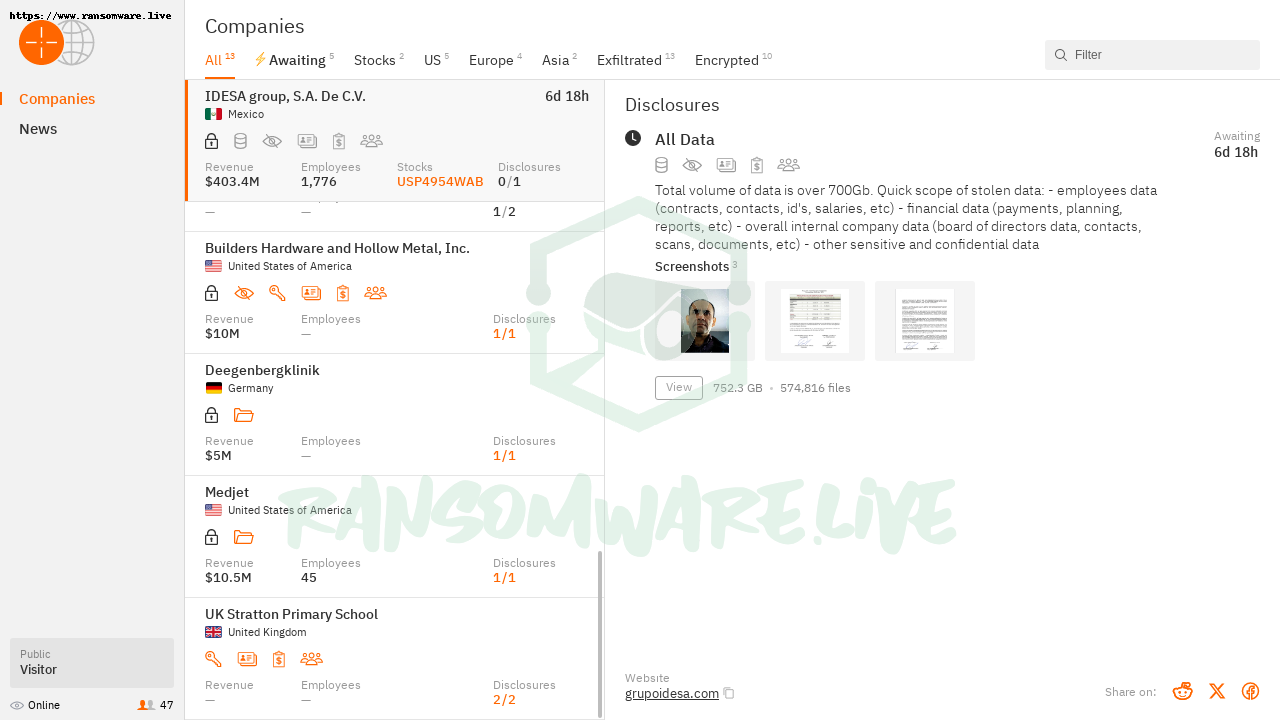 https://www.ransomware.live
Companies
News
Public
Visitor
Online
47
Companies
All 13
Awaiting 5
Stocks 2
US 5
Europe 4
Asia 2
Exfiltrated 13
Encrypted 10
Filter
IDESA group, S.A. De C.V.
6d 18h
Mexico
Revenue
Employees
Stocks
Disclosures
$403.4M
1,776
USP4954WAB
0/1
—
—
1/2
Builders Hardware and Hollow Metal, Inc.
United States of America
Revenue
Employees
Disclosures
$10M
—
1/1
Deegenbergklinik
Germany
Revenue
Employees
Disclosures
$5M
—
1/1
Medjet
United States of America
Revenue
Employees
Disclosures
$10.5M
45
1/1
UK Stratton Primary School
United Kingdom
Revenue
Employees
Disclosures
—
—
2/2
Disclosures
All Data
Awaiting
6d 18h
Total volume of data is over 700Gb. Quick scope of stolen data: - employees data
(contracts, contacts, id's, salaries, etc) - financial data (payments, planning,
reports, etc) - overall internal company data (board of directors data, contacts,
scans, documents, etc) - other sensitive and confidential data
Screenshots 3
View
752.3 GB • 574,816 files
RANSOMWARE.LIVE
Website
grupoidesa.com
Share on: